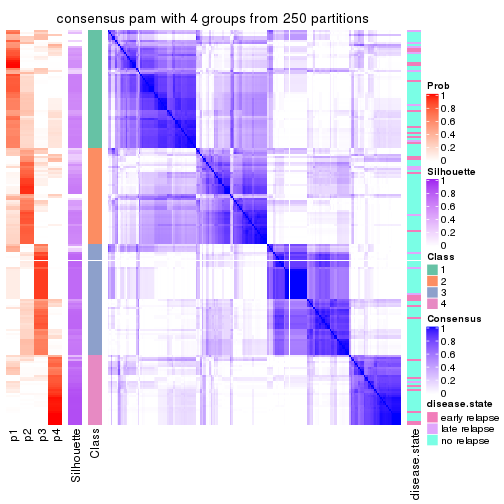 consensus pam with 4 groups from 250 partitions
Prob
1
0.8
0.6
0.4
0.2
0
Silhouette
1
0.8
0.6
0.4
0.2
0
Class
1
2
3
4
Consensus
1
0.8
0.6
0.4
0.2
0
disease.state
early relapse
late relapse
no relapse
p1
p2
p3
p4
Silhouette
Class
disease.state